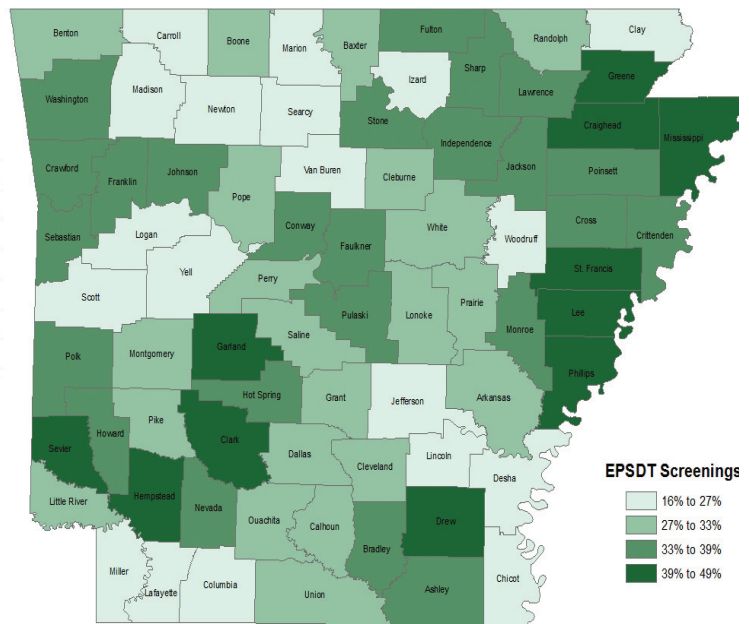 Benton
Carroll
Boone
Marion
Baxter
Fulton
Randolph
Clay
Izard
Sharp
Greene
Washington
Madison
Newton
Searcy
Stone
Lawrence
Craighead
Mississippi
Independence
Jackson
Poinsett
Crawford
Franklin
Johnson
Van Buren
Cleburne
Pope
Cross
Crittenden
Sebastian
Logan
Conway
Faulkner
White
Woodruff
St. Francis
Yell
Scott
Perry
Pulaski
Lonoke
Prairie
Monroe
Lee
Polk
Montgomery
Garland
Saline
Phillips
Hot Spring
Grant
Jefferson
Arkansas
Sevier
Howard
Pike
Clark
Dallas
Cleveland
Lincoln
Desha
Little River
Hempstead
Nevada
Ouachita
Calhoun
Drew
Bradley
Miller
Lafayette
Columbia
Union
Ashley
Chicot
EPSDT Screenings
16% to 27%
27% to 33%
33% to 39%
39% to 49%